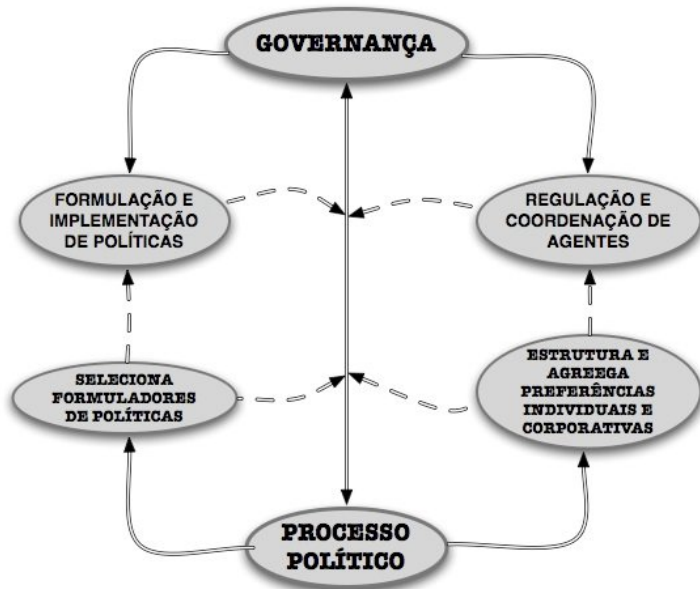 GOVERNANÇA
FORMULAÇÃO E
IMPLEMENTAÇÃO
DE POLÍTICAS
REGULAÇÃO E
COORDENAÇÃO DE
AGENTES
SELECIONA
FORMULADORES
DE POLÍTICAS
ESTRUTURA E
AGREEGA
PREFERÊNCIAS
INDIVIDUAIS E
CORPORATIVAS
PROCESSO
POLÍTICO